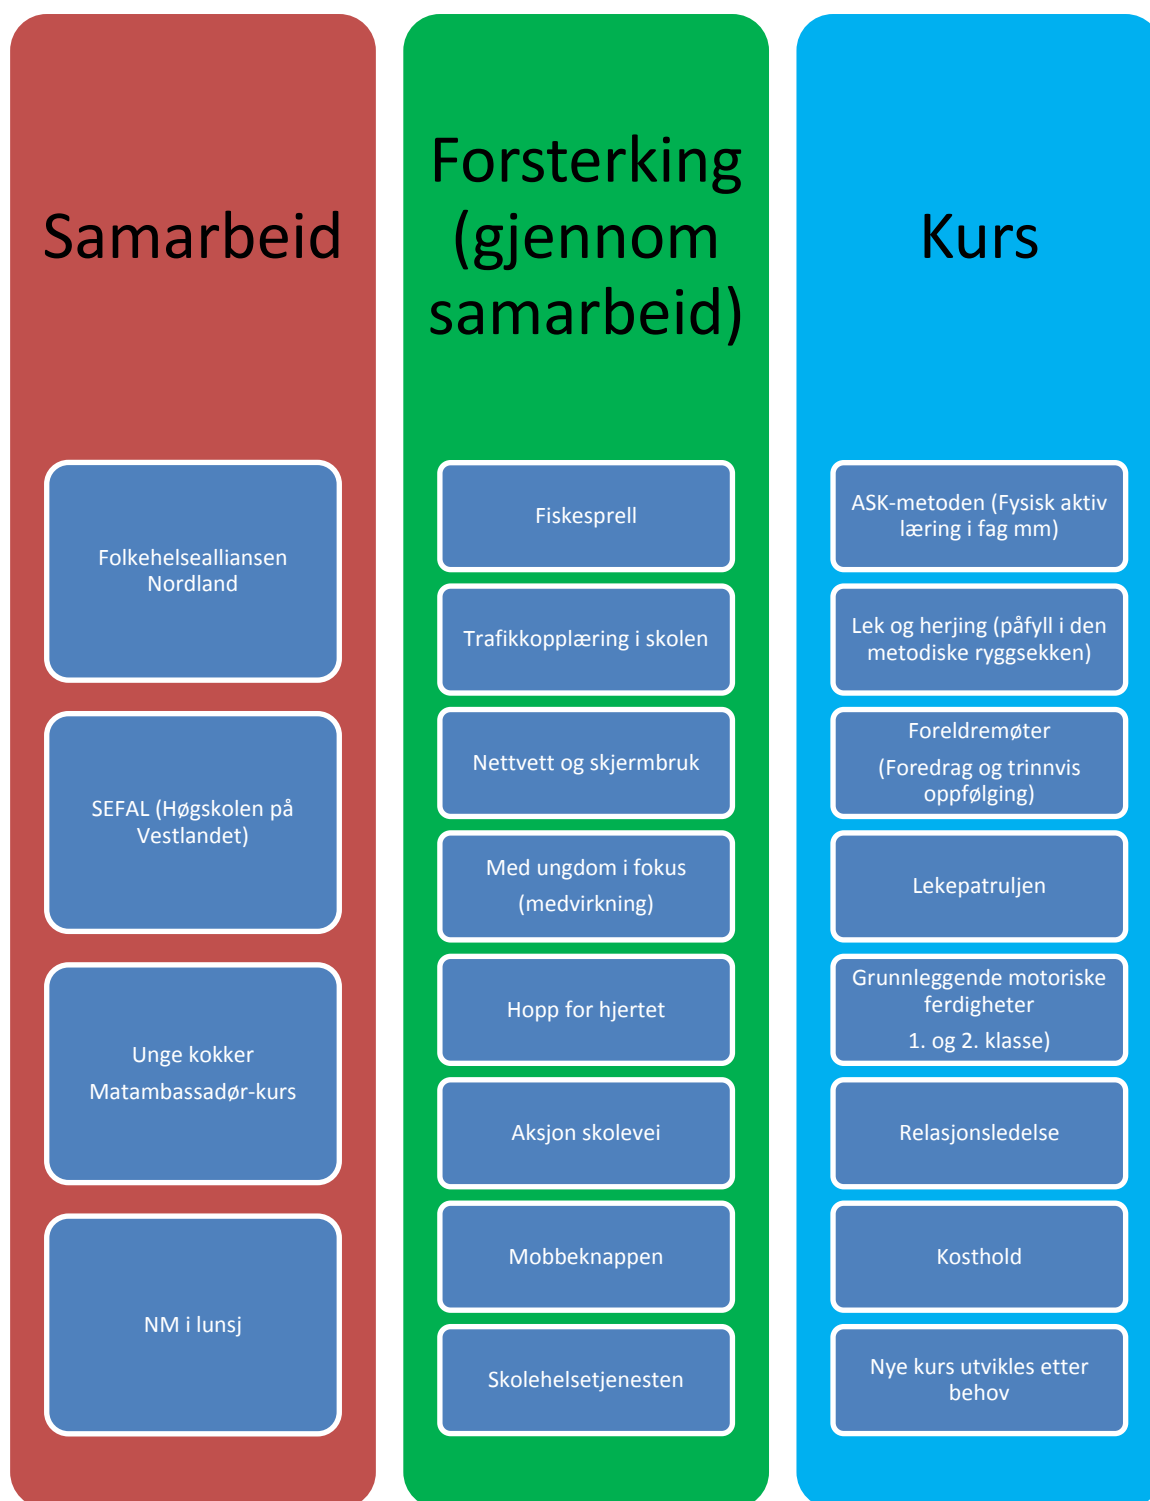 Samarbeid
Folkehelsealliansen
Nordland
SEFAL (Høgskolen på
Vestlandet)
Unge kokker
Matambassadør-kurs
NM i lunsj
Forsterking
(gjennom
samarbeid)
Fiskesprell
Trafikkopplæring i skolen
Nettvett og skjermbruk
Med ungdom i fokus
(medvirkning)
Hopp for hjertet
Aksjon skolevei
Mobbeknappen
Skolehelsetjenesten
Kurs
ASK-metoden (Fysisk aktiv
læring i fag mm)
Lek og herjing (påfyll i den
metodiske ryggsekken)
Foreldremøter
(Foredrag og trinnvis
oppfølging)
Lekepatruljen
Grunnleggende motoriske
ferdigheter
1. og 2. klasse)
Relasjonsledelse
Kosthold
Nye kurs utvikles etter
behov